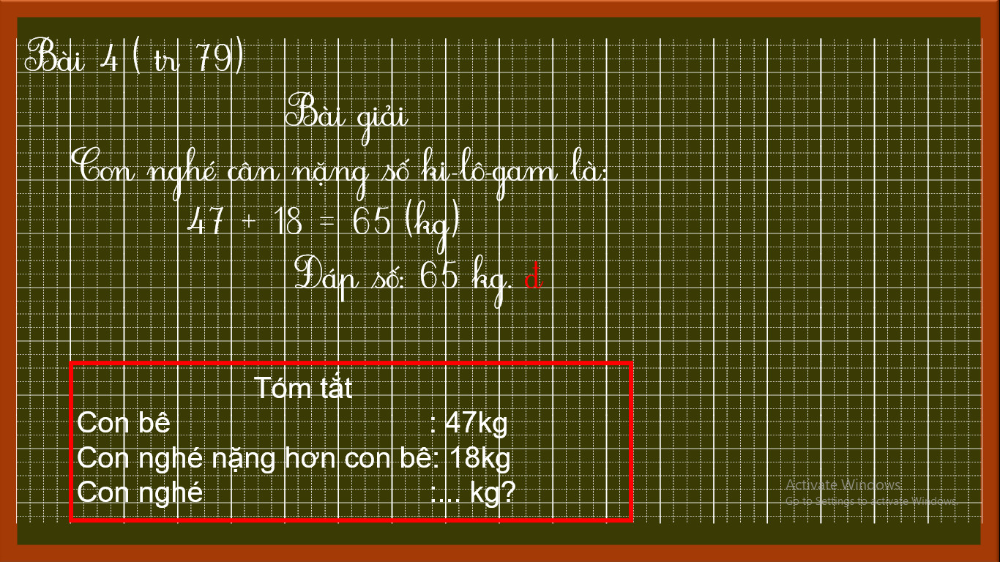 Bài 4 ( tr 79)
Bài giải
Con nghé cân nặng số ki-lô-gam là:
47 + 18 = 65 (kg)
Đáp số: 65 kg. đ
Tóm tắt
Con bê : 47kg
Con nghé nặng hơn con bê: 18kg
Con nghé :... kg?
Activate Windows
Go to Settings to activate Windows.